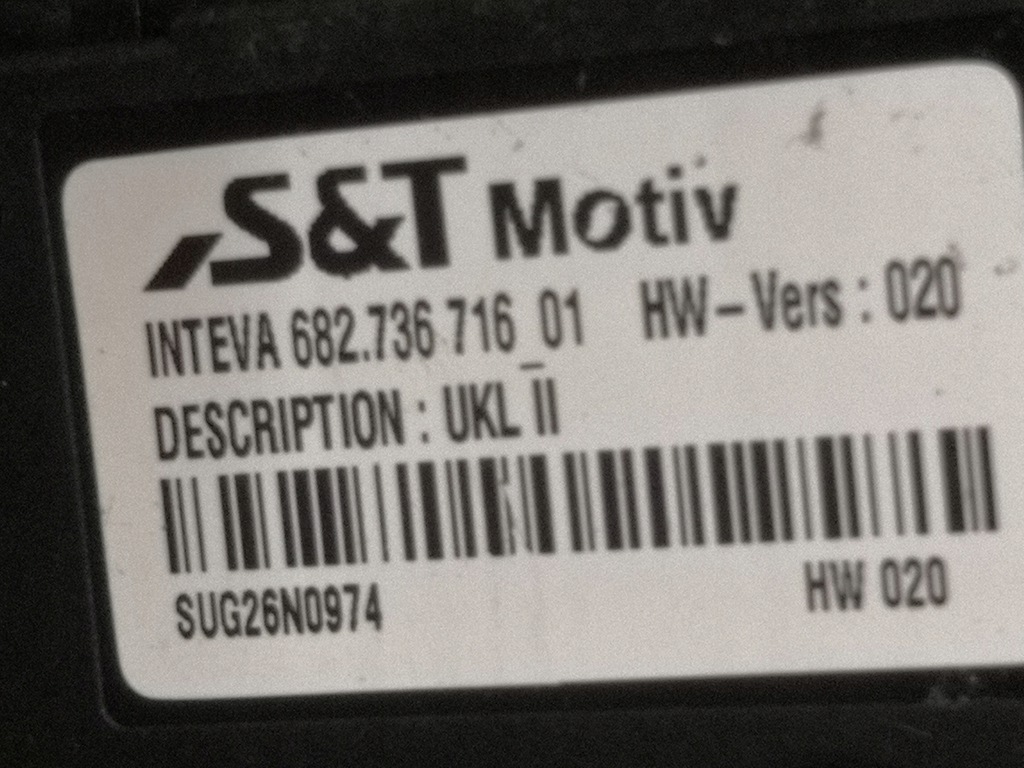 S&T Motiv
INTEVA 682.736 716_01 HW-Vers : 020
DESCRIPTION : UKL II
SUG26N0974 HW 020